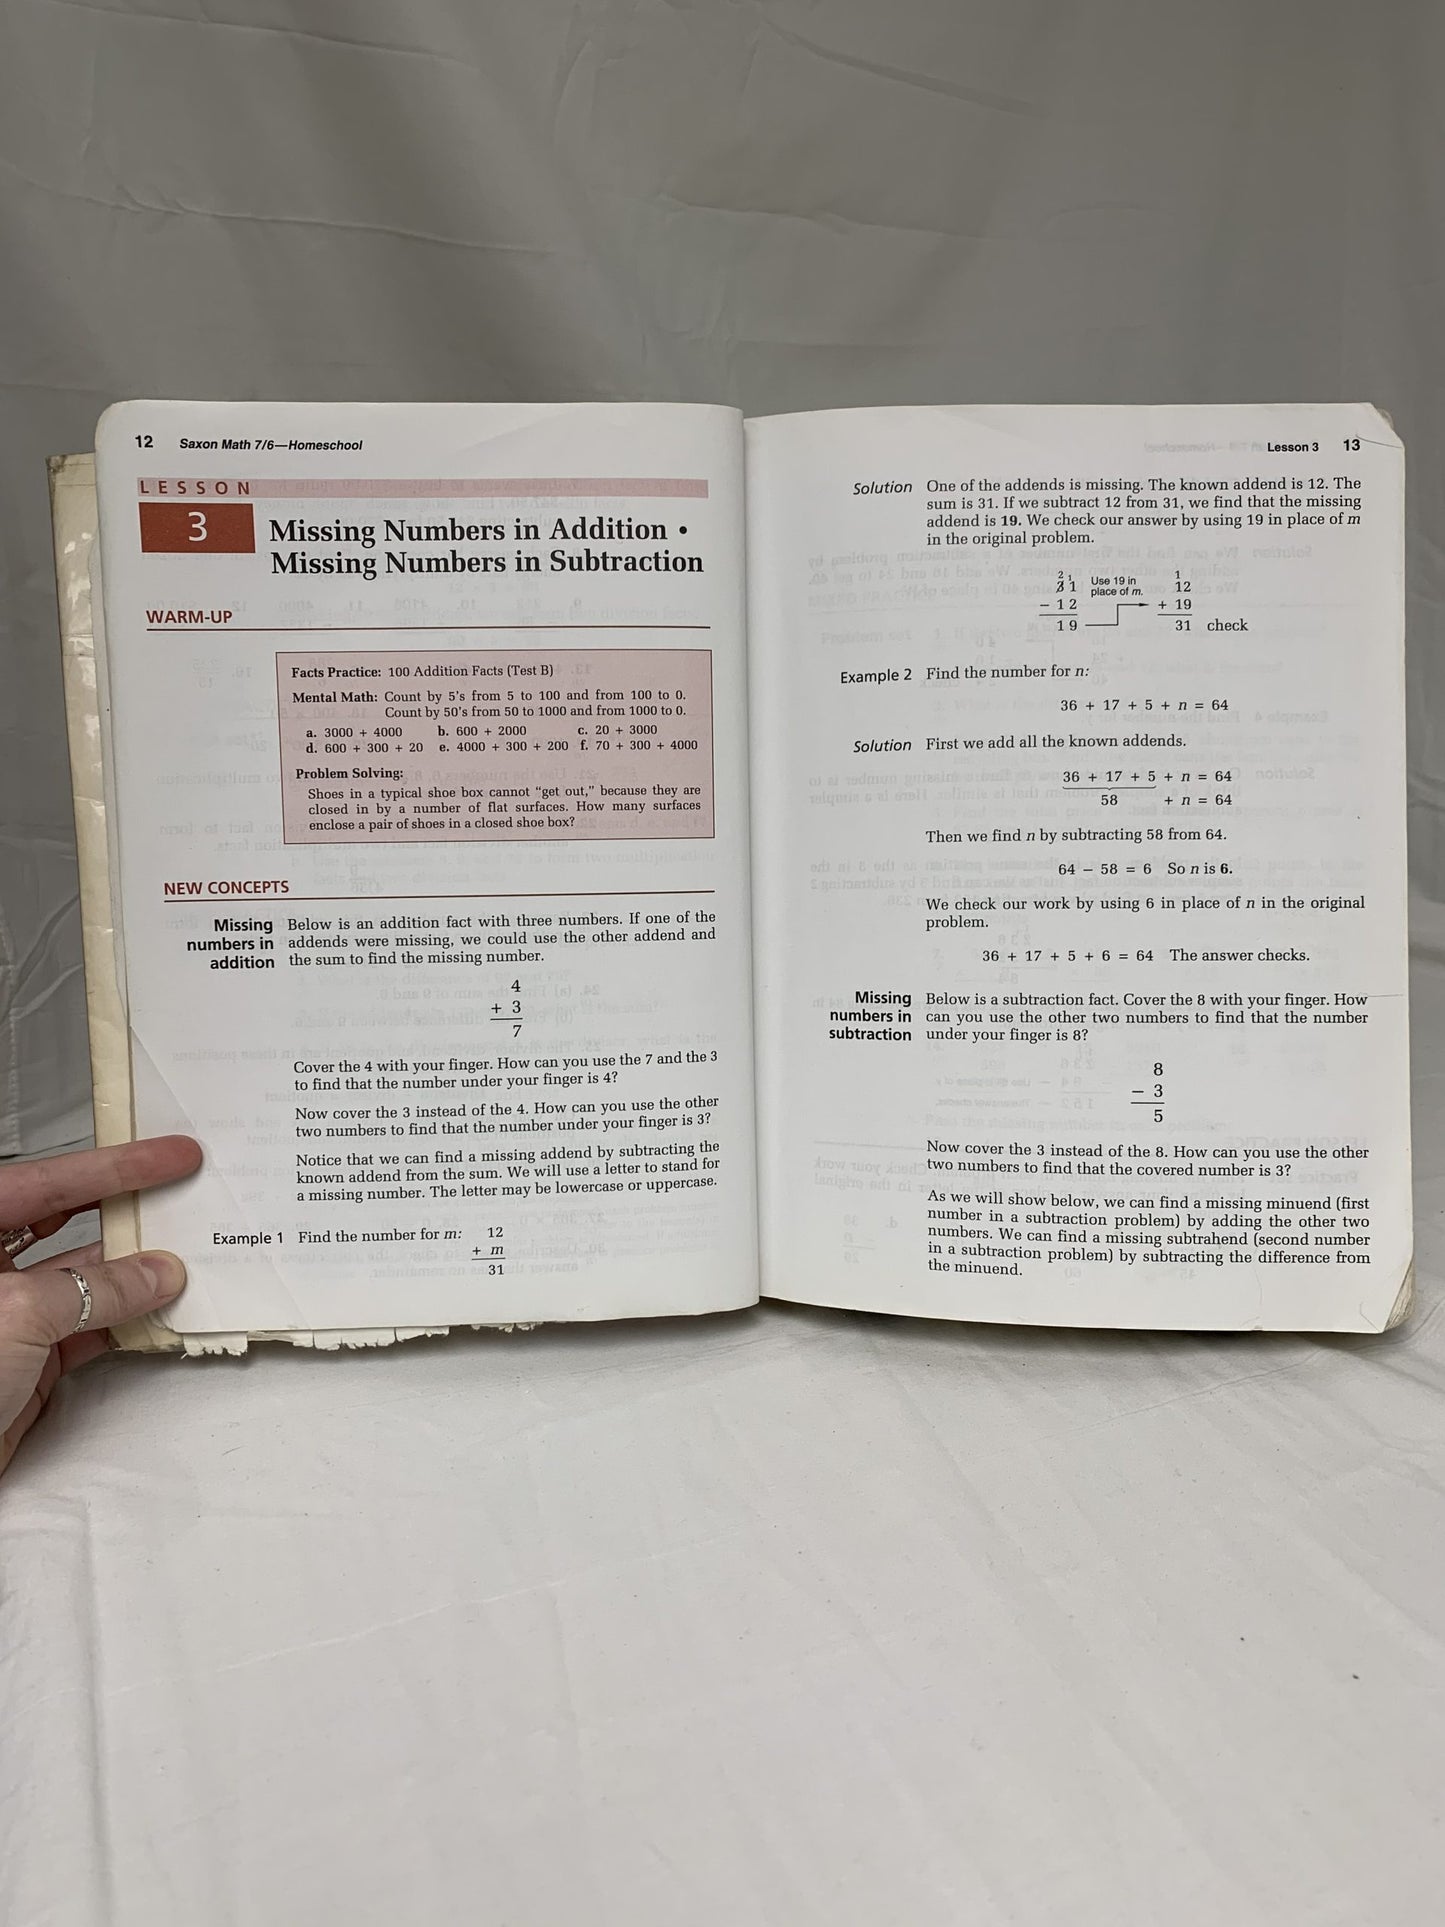 12 Saxon Math 7/6—Homeschool
LESSON
3
Missing Numbers in Addition •
Missing Numbers in Subtraction
WARM-UP
Facts Practice: 100 Addition Facts (Test B)
Mental Math: Count by 5's from 5 to 100 and from 100 to 0.
Count by 50's from 50 to 1000 and from 1000 to 0.
a. 3000 + 4000 b. 600 + 2000 c. 20 + 3000
d. 600 + 300 + 20 e. 4000 + 300 + 200 f. 70 + 300 + 4000
Problem Solving:
Shoes in a typical shoe box cannot “get out,” because they are
closed in by a number of flat surfaces. How many surfaces
enclose a pair of shoes in a closed shoe box?
NEW CONCEPTS
Missing
numbers in
addition
Below is an addition fact with three numbers. If one of the
addends were missing, we could use the other addend and
the sum to find the missing number.
4
+ 3
7
Cover the 4 with your finger. How can you use the 7 and the 3
to find that the number under your finger is 4?
Now cover the 3 instead of the 4. How can you use the other
two numbers to find that the number under your finger is 3?
Notice that we can find a missing addend by subtracting the
known addend from the sum. We will use a letter to stand for
a missing number. The letter may be lowercase or uppercase.
Example 1 Find the number for m: 12
+ m
31
Lesson 3 13
Solution One of the addends is missing. The known addend is 12. The
sum is 31. If we subtract 12 from 31, we find that the missing
addend is 19. We check our answer by using 19 in place of m
in the original problem.
2 1
3 1
− 1 2
1 9
Use 19 in
place of m.
1
12
+ 19
31 check
Example 2 Find the number for n:
36 + 17 + 5 + n = 64
Solution First we add all the known addends.
36 + 17 + 5 + n = 64
58 + n = 64
Then we find n by subtracting 58 from 64.
64 − 58 = 6 So n is 6.
We check our work by using 6 in place of n in the original
problem.
36 + 17 + 5 + 6 = 64 The answer checks.
Missing
numbers in
subtraction
Below is a subtraction fact. Cover the 8 with your finger. How
can you use the other two numbers to find that the number
under your finger is 8?
8
− 3
5
Now cover the 3 instead of the 8. How can you use the other
two numbers to find that the covered number is 3?
As we will show below, we can find a missing minuend (first
number in a subtraction problem) by adding the other two
numbers. We can find a missing subtrahend (second number
in a subtraction problem) by subtracting the difference from
the minuend.